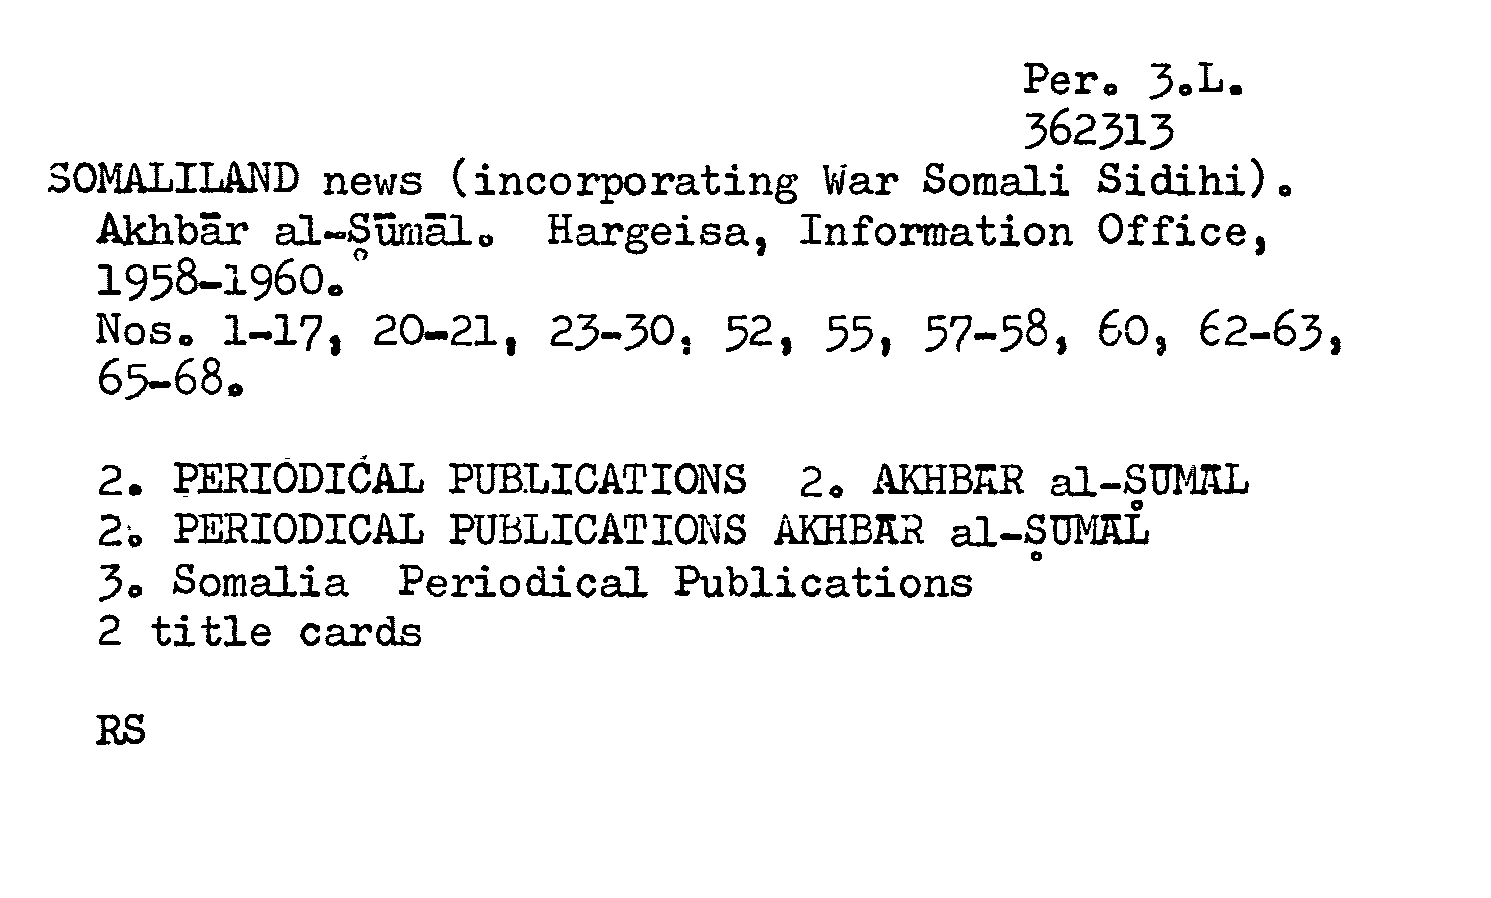 Per. 3.L.
362313
SOMALILAND news (incorporating War Somali Sidihi).
Akhbār al-Ṣūmāl. Hargeisa, Information Office,
1958-1960.
Nos. 1-17, 20-21, 23-30, 52, 55, 57-58, 60, 62-63,
65-68.
2. PERIODICAL PUBLICATIONS 2. AKHBĀR al-ṢŪMĀL
2. PERIODICAL PUBLICATIONS AKHBĀR al-ṢŪMĀL
3. Somalia Periodical Publications
2 title cards
RS